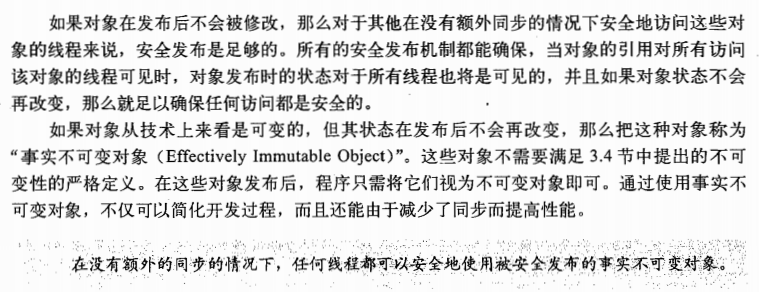 如果对象在发布后不会被修改，那么对于其他在没有额外同步的情况下安全地访问这些对
象的线程来说，安全发布是足够的。所有的安全发布机制都能确保，当对象的引用对所有访问
该对象的线程可见时，对象发布时的状态对于所有线程也将是可见的，并且如果对象状态不会
再改变，那么就足以确保任何访问都是安全的。
如果对象从技术上来看是可变的，但其状态在发布后不会再改变，那么把这种对象称为
“事实不可变对象（Effectively Immutable Object）”。这些对象不需要满足 3.4 节中提出的不可
变性的严格定义。在这些对象发布后，程序只需将它们视为不可变对象即可。通过使用事实不
可变对象，不仅可以简化开发过程，而且还能由于减少了同步而提高性能。
在没有额外的同步的情况下，任何线程都可以安全地使用被安全发布的事实不可变对象。